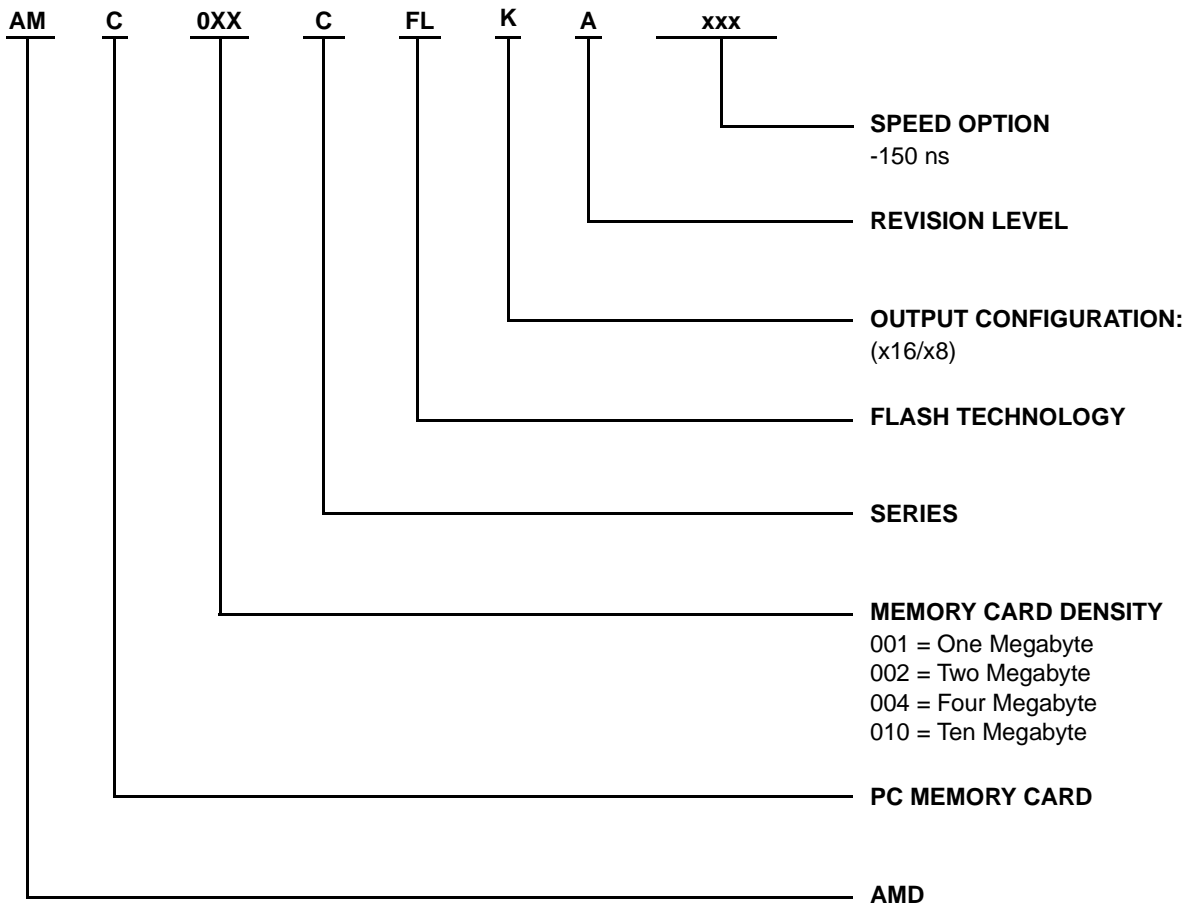 AM C 0XX C FL K A xxx
SPEED OPTION
-150 ns
REVISION LEVEL
OUTPUT CONFIGURATION:
(x16/x8)
FLASH TECHNOLOGY
SERIES
MEMORY CARD DENSITY
001 = One Megabyte
002 = Two Megabyte
004 = Four Megabyte
010 = Ten Megabyte
PC MEMORY CARD
AMD